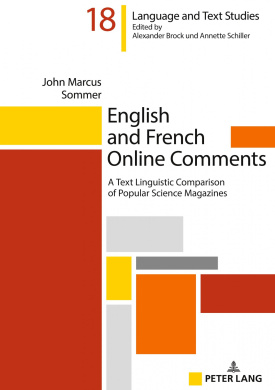 18
Language and Text Studies
Edited by
Alexander Brock and Annette Schiller
John Marcus
Sommer
English
and French
Online Comments
A Text Linguistic Comparison
of Popular Science Magazines
PETER LANG